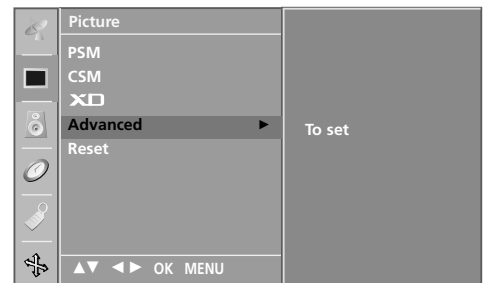 Picture
PSM
CSM
XD
Advanced ►
To set
Reset
▲▼ ◄► OK MENU